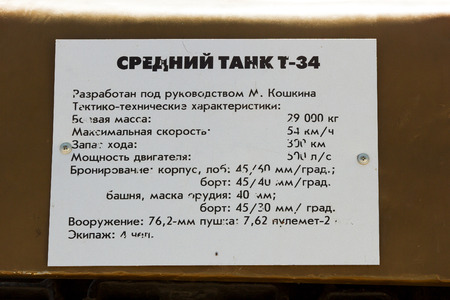 СРЕДНИЙ ТАНК Т-34
Разработан под руководством М. Кошкина
Тактико-технические характеристики:
Боевая масса: 29 000 кг
Максимальная скорость: 54 км/ч
Запас хода: 300 км
Мощность двигателя: 500 л/с
Бронирование: корпус, лоб: 45/60 мм/град.;
борт: 45/40 мм/град.
башня, маска орудия: 40 мм;
борт: 45/30 мм/град.
Вооружение: 76,2-мм пушка: 7,62 пулемет-2
Экипаж: 4 чел.